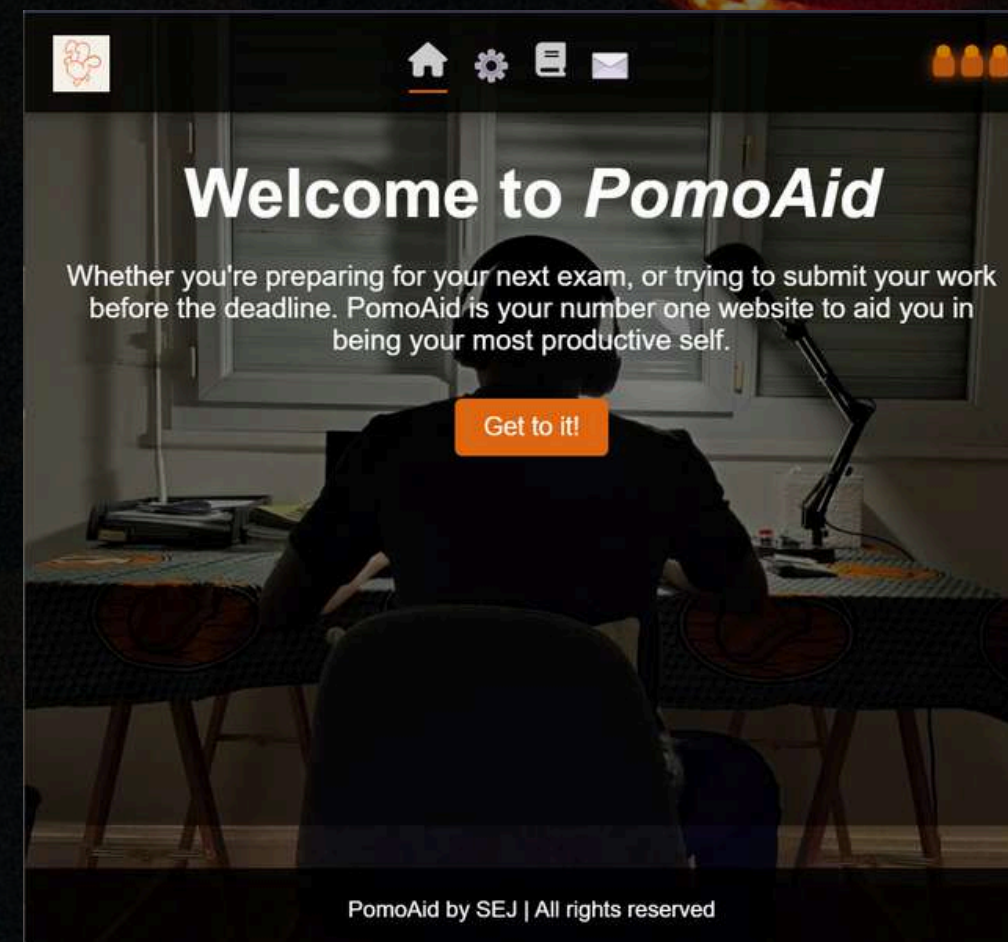 Welcome to PomoAid
Whether you're preparing for your next exam, or trying to submit your work
before the deadline. PomoAid is your number one website to aid you in
being your most productive self.
Get to it!
PomoAid by SEJ | All rights reserved